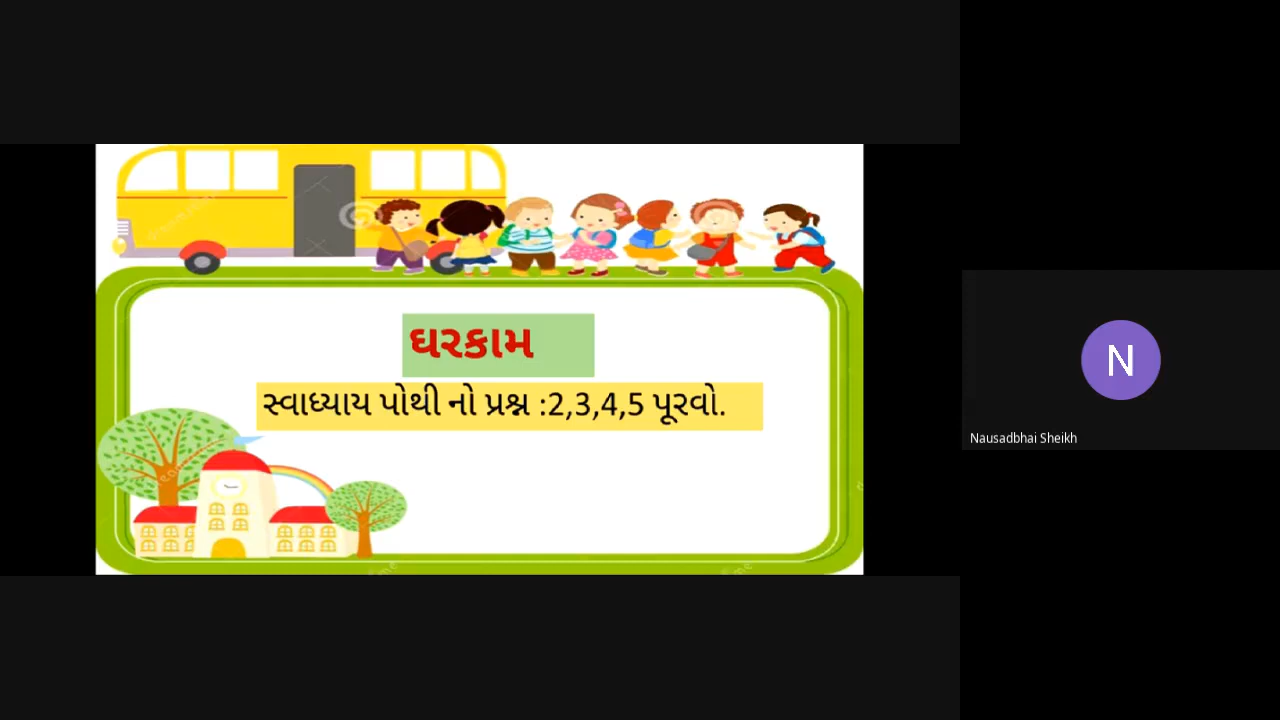 ઘરકામ
સ્વાધ્યાય પોથી નો પ્રશ્ન :2,3,4,5 પૂરવો.
N
Nausadbhai Sheikh